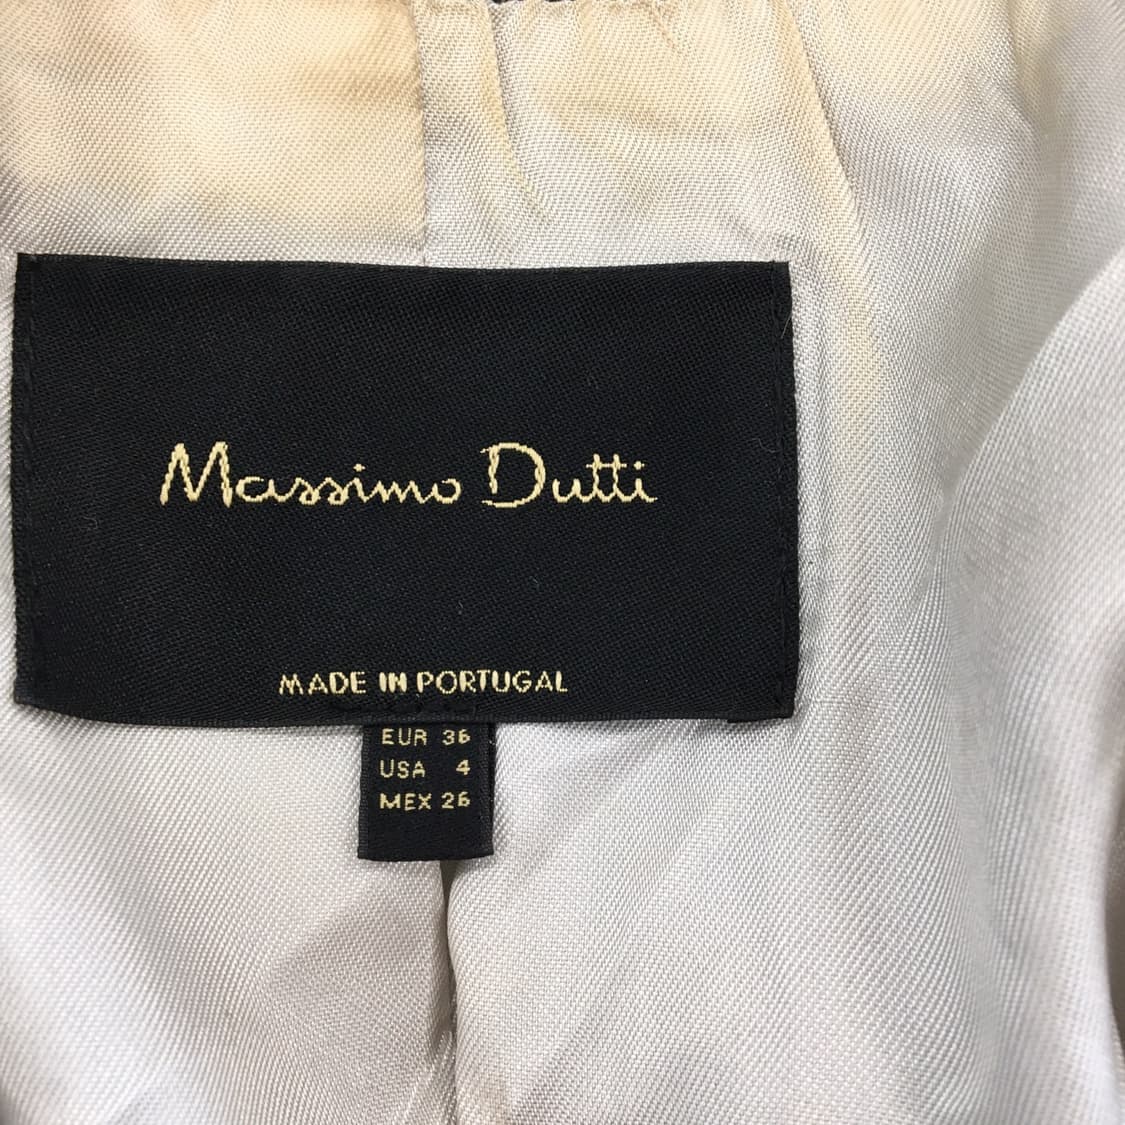 Massimo Dutti
MADE IN PORTUGAL
EUR 36
USA 4
MEX 26